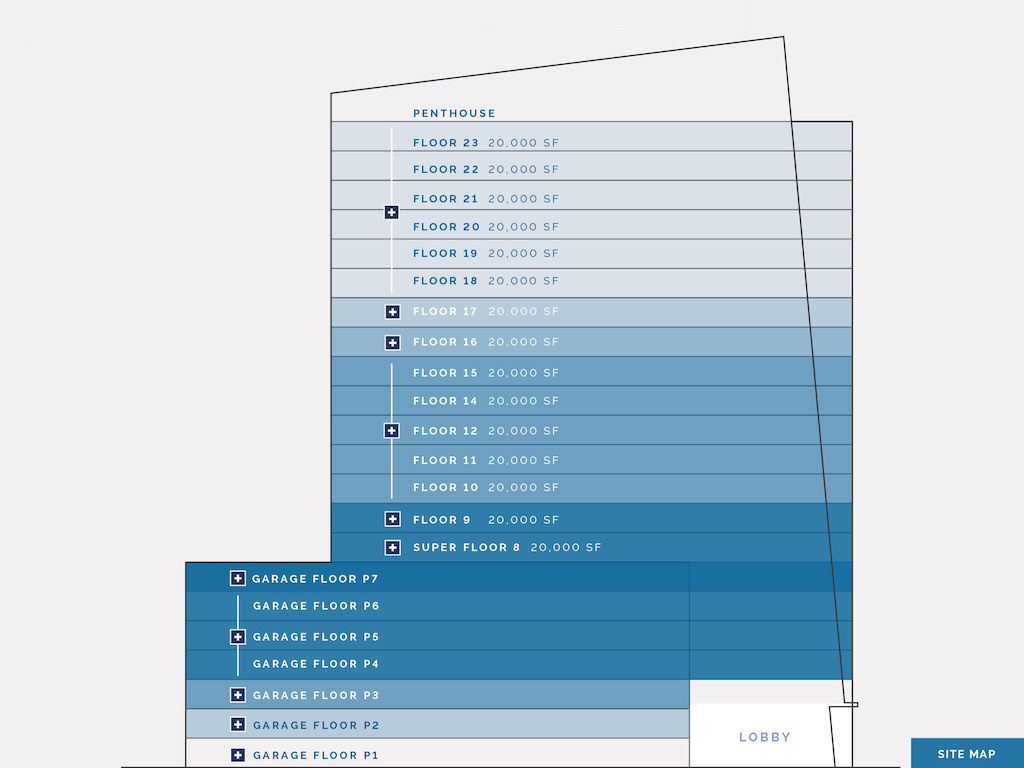 PENTHOUSE
FLOOR 23 20,000 SF
FLOOR 22 20,000 SF
FLOOR 21 20,000 SF
FLOOR 20 20,000 SF
FLOOR 19 20,000 SF
FLOOR 18 20,000 SF
FLOOR 17 20,000 SF
FLOOR 16 20,000 SF
FLOOR 15 20,000 SF
FLOOR 14 20,000 SF
FLOOR 12 20,000 SF
FLOOR 11 20,000 SF
FLOOR 10 20,000 SF
FLOOR 9 20,000 SF
SUPER FLOOR 8 20,000 SF
GARAGE FLOOR P7
GARAGE FLOOR P6
GARAGE FLOOR P5
GARAGE FLOOR P4
GARAGE FLOOR P3
GARAGE FLOOR P2
LOBBY
GARAGE FLOOR P1
SITE MAP